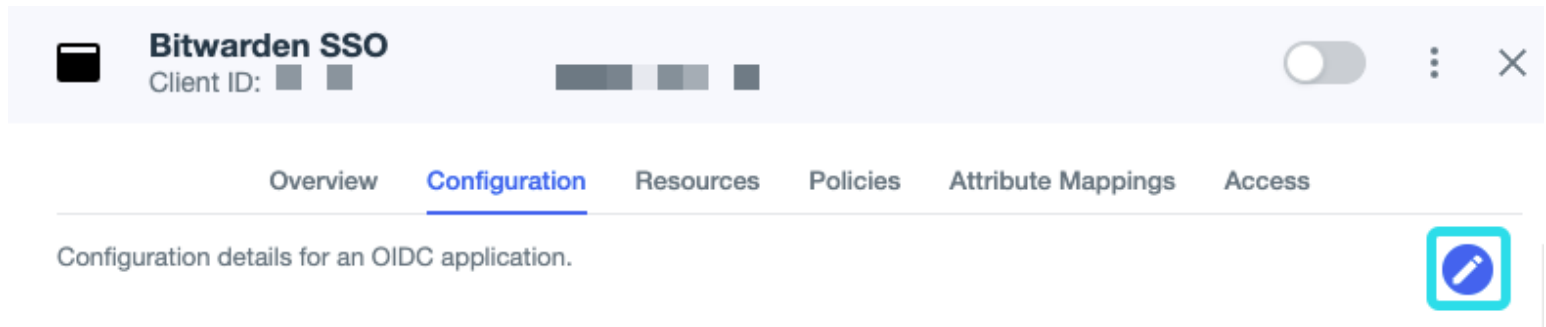 Bitwarden SSO
Client ID:
Overview Configuration Resources Policies Attribute Mappings Access
Configuration details for an OIDC application.